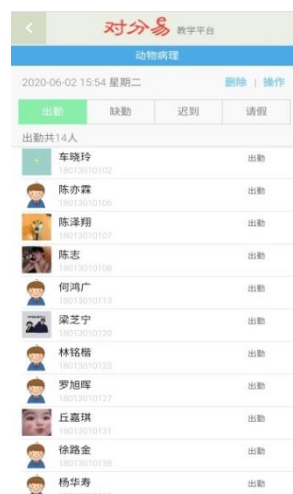 对分易 教学平台
动物病理
2020-06-02 15:54 星期二 删除 | 操作
出勤 缺勤 迟到 请假
出勤共14人
车晓玲 出勤
18013010102
陈亦霖 出勤
18013010106
陈泽翔 出勤
18013010107
陈志 出勤
18013010108
何鸿广 出勤
18013010113
梁芝宁 出勤
18013010120
林铭楷 出勤
18013010123
罗旭晖 出勤
18013010127
丘嘉琪 出勤
18013010131
徐路金 出勤
18013010138
杨华寿 出勤